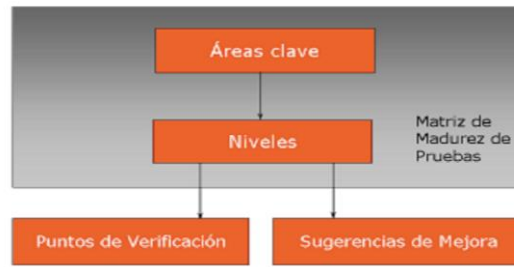 Áreas clave
Niveles
Matriz de
Madurez de
Pruebas
Puntos de Verificación
Sugerencias de Mejora